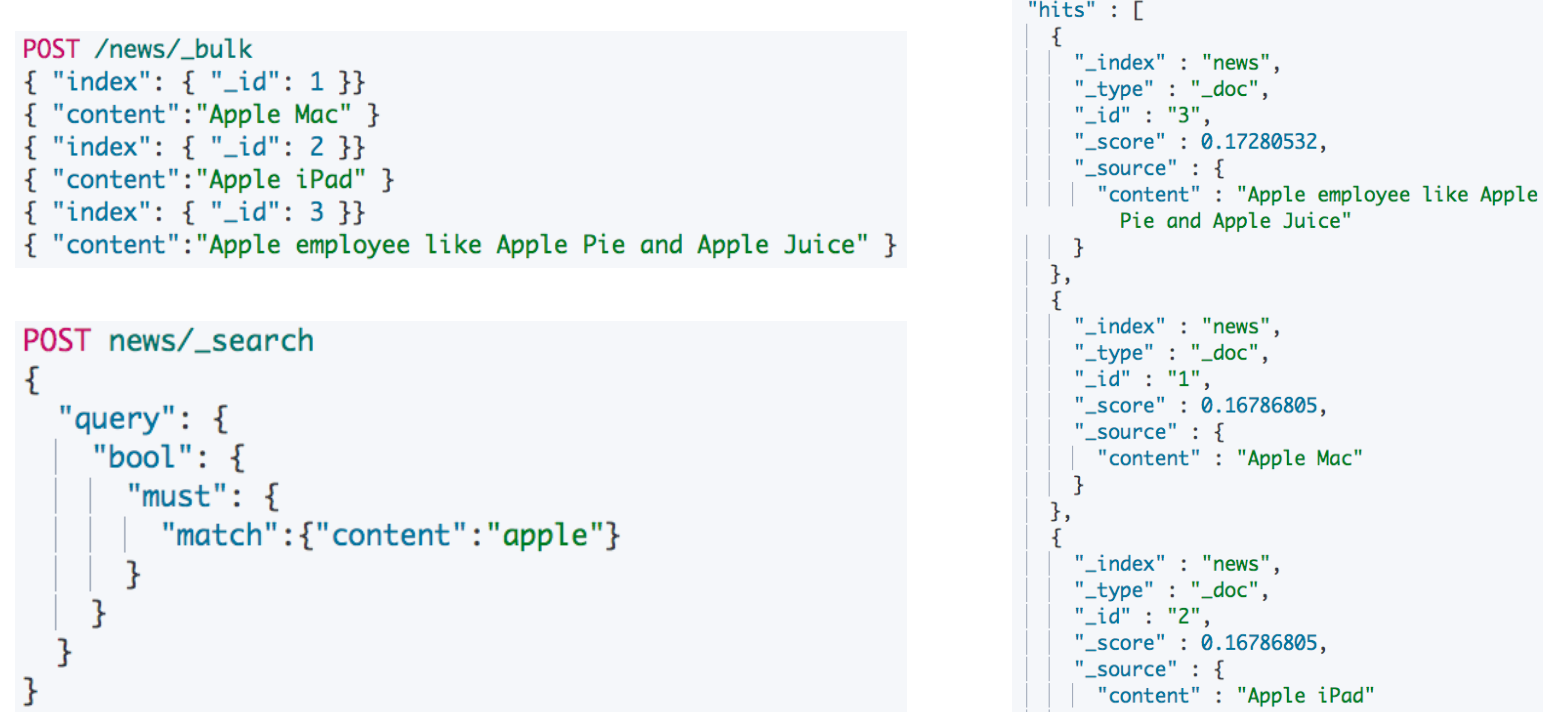 POST /news/_bulk
{ "index": { "_id": 1 }}
{ "content":"Apple Mac" }
{ "index": { "_id": 2 }}
{ "content":"Apple iPad" }
{ "index": { "_id": 3 }}
{ "content":"Apple employee like Apple Pie and Apple Juice" }
POST news/_search
{
  "query": {
    "bool": {
      "must": {
        "match":{"content":"apple"}
      }
    }
  }
}
"hits" : [
  {
    "_index" : "news",
    "_type" : "_doc",
    "_id" : "3",
    "_score" : 0.17280532,
    "_source" : {
      "content" : "Apple employee like Apple
        Pie and Apple Juice"
    }
  },
  {
    "_index" : "news",
    "_type" : "_doc",
    "_id" : "1",
    "_score" : 0.16786805,
    "_source" : {
      "content" : "Apple Mac"
    }
  },
  {
    "_index" : "news",
    "_type" : "_doc",
    "_id" : "2",
    "_score" : 0.16786805,
    "_source" : {
      "content" : "Apple iPad"